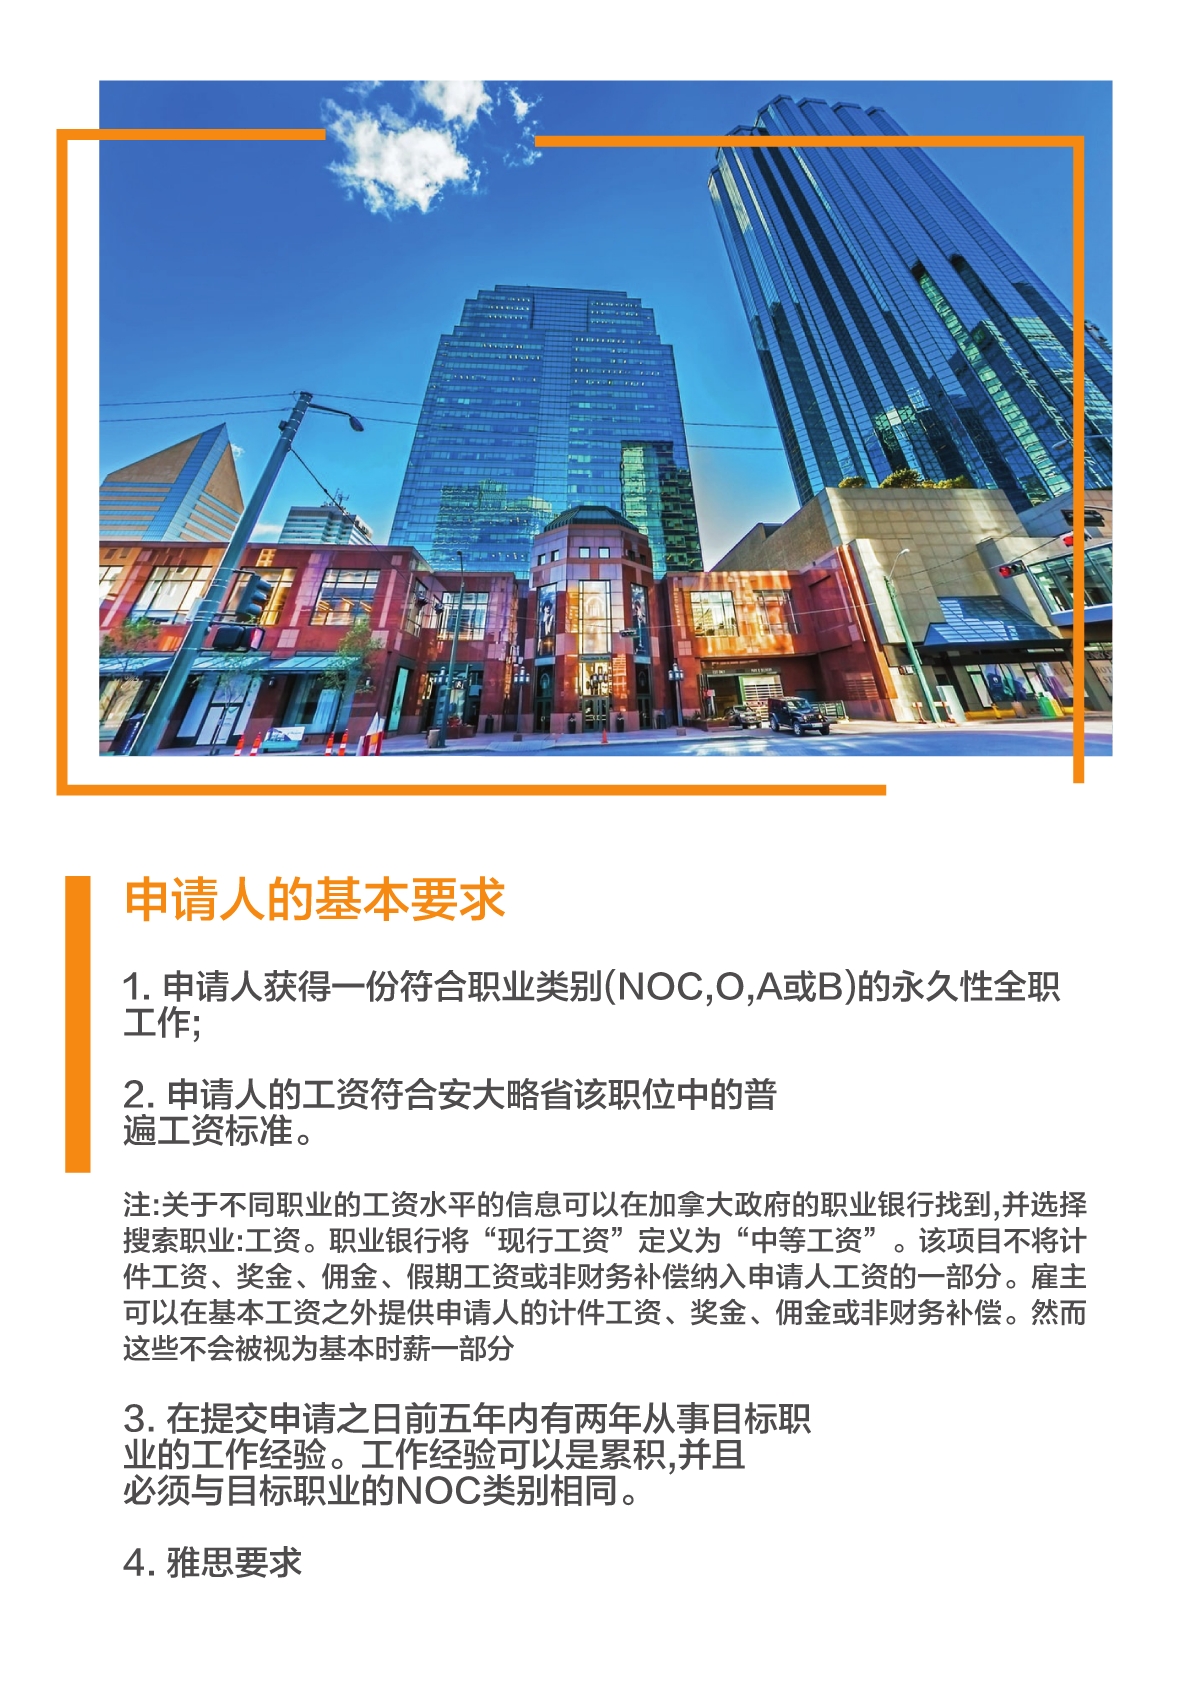 申请人的基本要求
1. 申请人获得一份符合职业类别(NOC,O,A或B)的永久性全职
工作;
2. 申请人的工资符合安大略省该职位中的普
遍工资标准。
注:关于不同职业的工资水平的信息可以在加拿大政府的职业银行找到,并选择
搜索职业:工资。职业银行将“现行工资”定义为“中等工资”。该项目不将计
件工资、奖金、佣金、假期工资或非财务补偿纳入申请人工资的一部分。雇主
可以在基本工资之外提供申请人的计件工资、奖金、佣金或非财务补偿。然而
这些不会被视为基本时薪一部分
3. 在提交申请之日前五年内有两年从事目标职
业的工作经验。工作经验可以是累积,并且
必须与目标职业的NOC类别相同。
4. 雅思要求